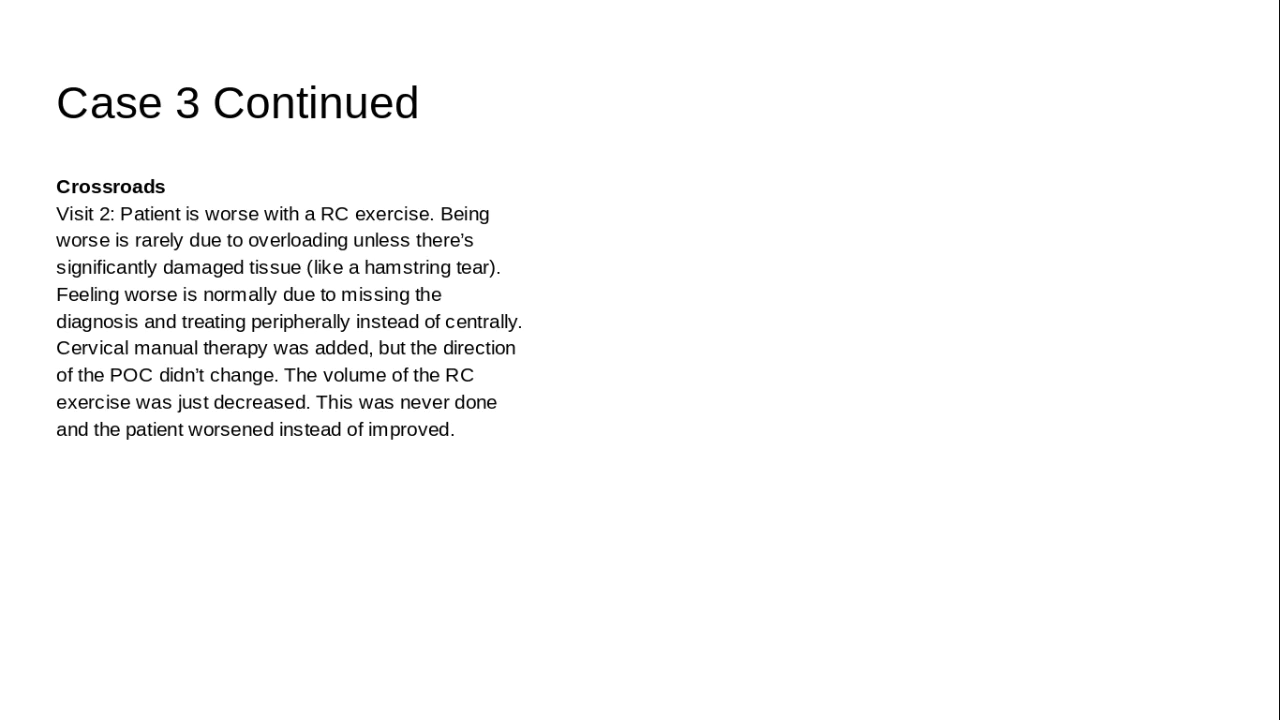 Case 3 Continued
Crossroads
Visit 2: Patient is worse with a RC exercise. Being
worse is rarely due to overloading unless there’s
significantly damaged tissue (like a hamstring tear).
Feeling worse is normally due to missing the
diagnosis and treating peripherally instead of centrally.
Cervical manual therapy was added, but the direction
of the POC didn’t change. The volume of the RC
exercise was just decreased. This was never done
and the patient worsened instead of improved.